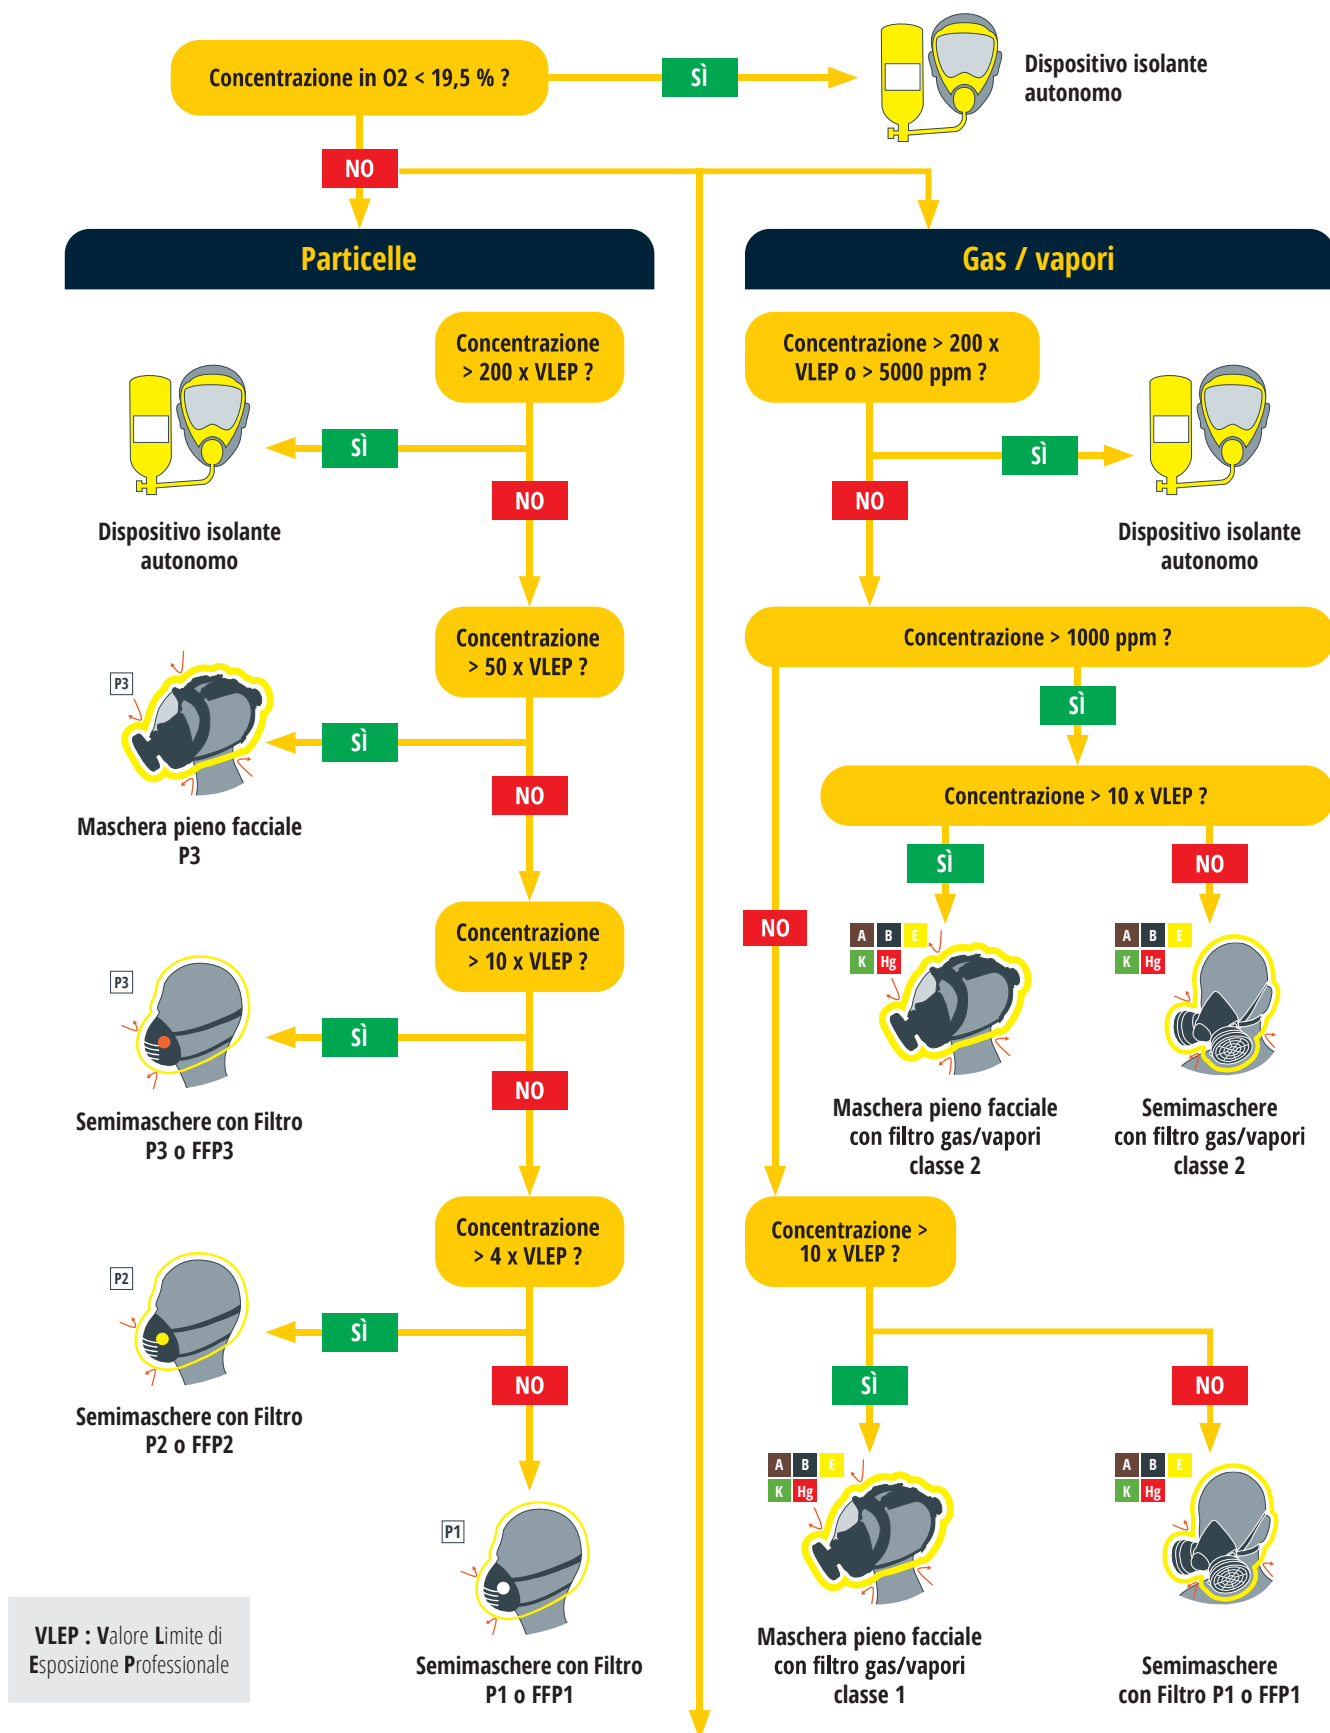 Concentrazione in O2 < 19,5 % ?
SÌ
Dispositivo isolante
autonomo
NO
Particelle
Concentrazione
> 200 x VLEP ?
SÌ
Dispositivo isolante
autonomo
NO
Concentrazione
> 50 x VLEP ?
P3
SÌ
Maschera pieno facciale
P3
NO
Concentrazione
> 10 x VLEP ?
P3
SÌ
Semimaschere con Filtro
P3 o FFP3
NO
Concentrazione
> 4 x VLEP ?
P2
SÌ
Semimaschere con Filtro
P2 o FFP2
NO
P1
Semimaschere con Filtro
P1 o FFP1
VLEP : Valore Limite di
Esposizione Professionale
Gas / vapori
Concentrazione > 200 x
VLEP o > 5000 ppm ?
SÌ
Dispositivo isolante
autonomo
NO
Concentrazione > 1000 ppm ?
SÌ
Concentrazione > 10 x VLEP ?
SÌ
A B E
K Hg
Maschera pieno facciale
con filtro gas/vapori
classe 2
NO
A B E
K Hg
Semimaschere
con filtro gas/vapori
classe 2
NO
Concentrazione >
10 x VLEP ?
SÌ
A B E
K Hg
Maschera pieno facciale
con filtro gas/vapori
classe 1
NO
A B E
K Hg
Semimaschere
con Filtro P1 o FFP1